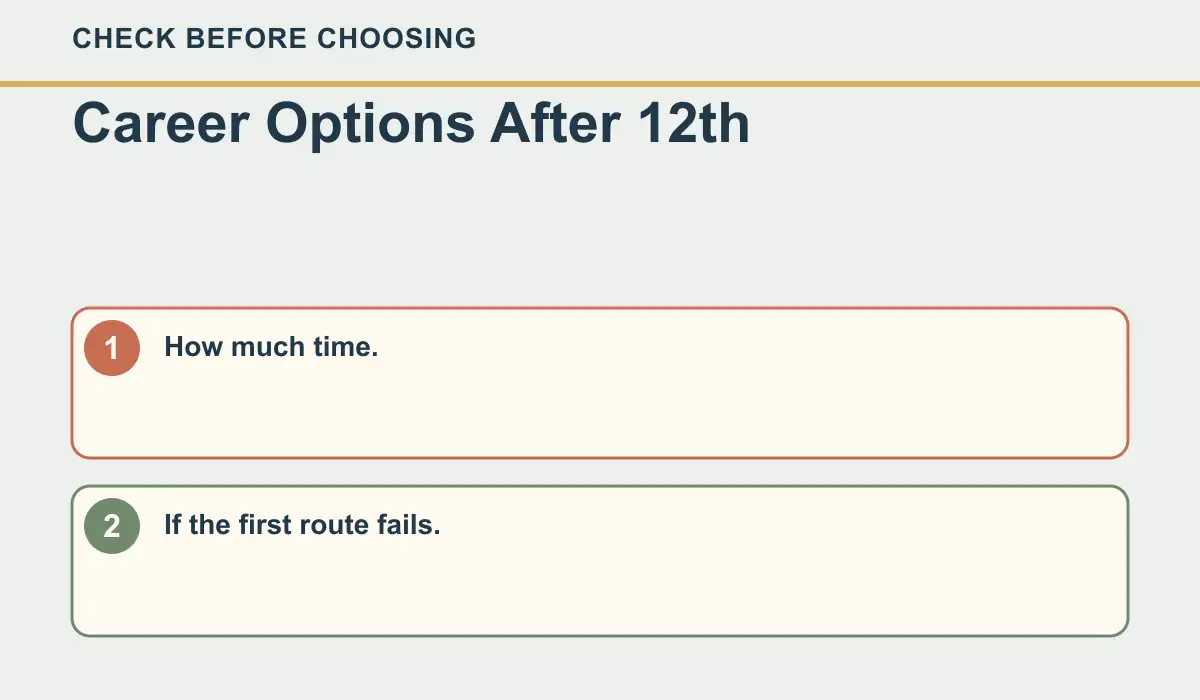 CHECK BEFORE CHOOSING
Career Options After 12th
1 How much time.
2 If the first route fails.